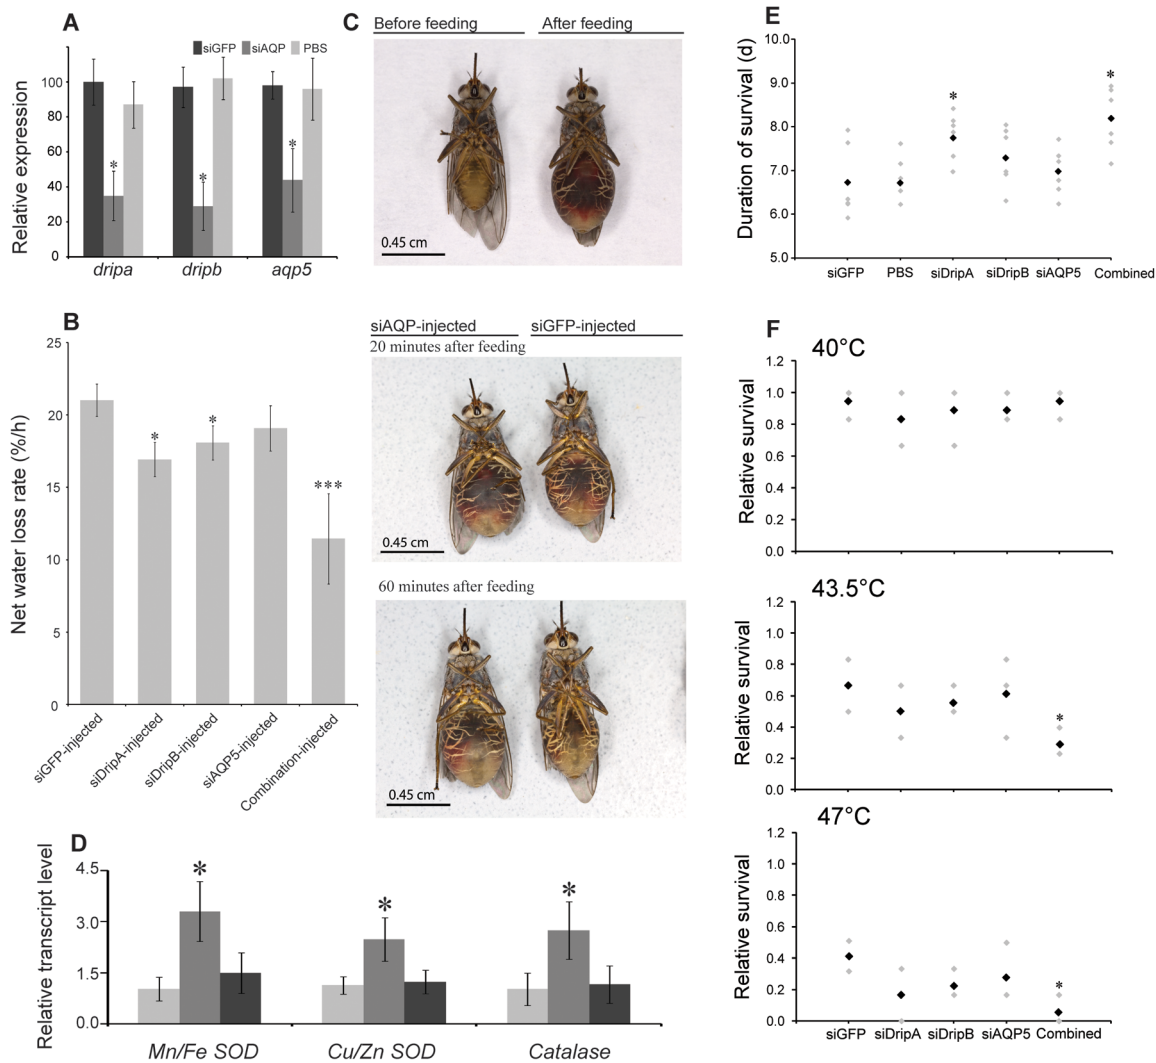 A
siGFP siAQP PBS
Relative expression
100
80
60
40
20
0
*
*
*
dripa dripb aqp5
B
Net water loss rate (%/h)
25
20
15
10
5
0
*
*
***
siGFP-injected
siDripA-injected
siDripB-injected
siAQP5-injected
Combination-injected
C
Before feeding After feeding
0.45 cm
siAQP-injected siGFP-injected
20 minutes after feeding
0.45 cm
60 minutes after feeding
0.45 cm
D
Relative transcript level
4.5
3.0
1.5
0.0
*
*
*
Mn/Fe SOD Cu/Zn SOD Catalase
E
Duration of survival (d)
10.0
9.0
8.0
7.0
6.0
5.0
*
*
siGFP PBS siDripA siDripB siAQP5 Combined
F
40°C
Relative survival
1.2
1.0
0.8
0.6
0.4
0.2
0.0
43.5°C
Relative survival
1.2
1.0
0.8
0.6
0.4
0.2
0.0
*
47°C
Relative survival
1.2
1.0
0.8
0.6
0.4
0.2
0.0
*
siGFP siDripA siDripB siAQP5 Combined